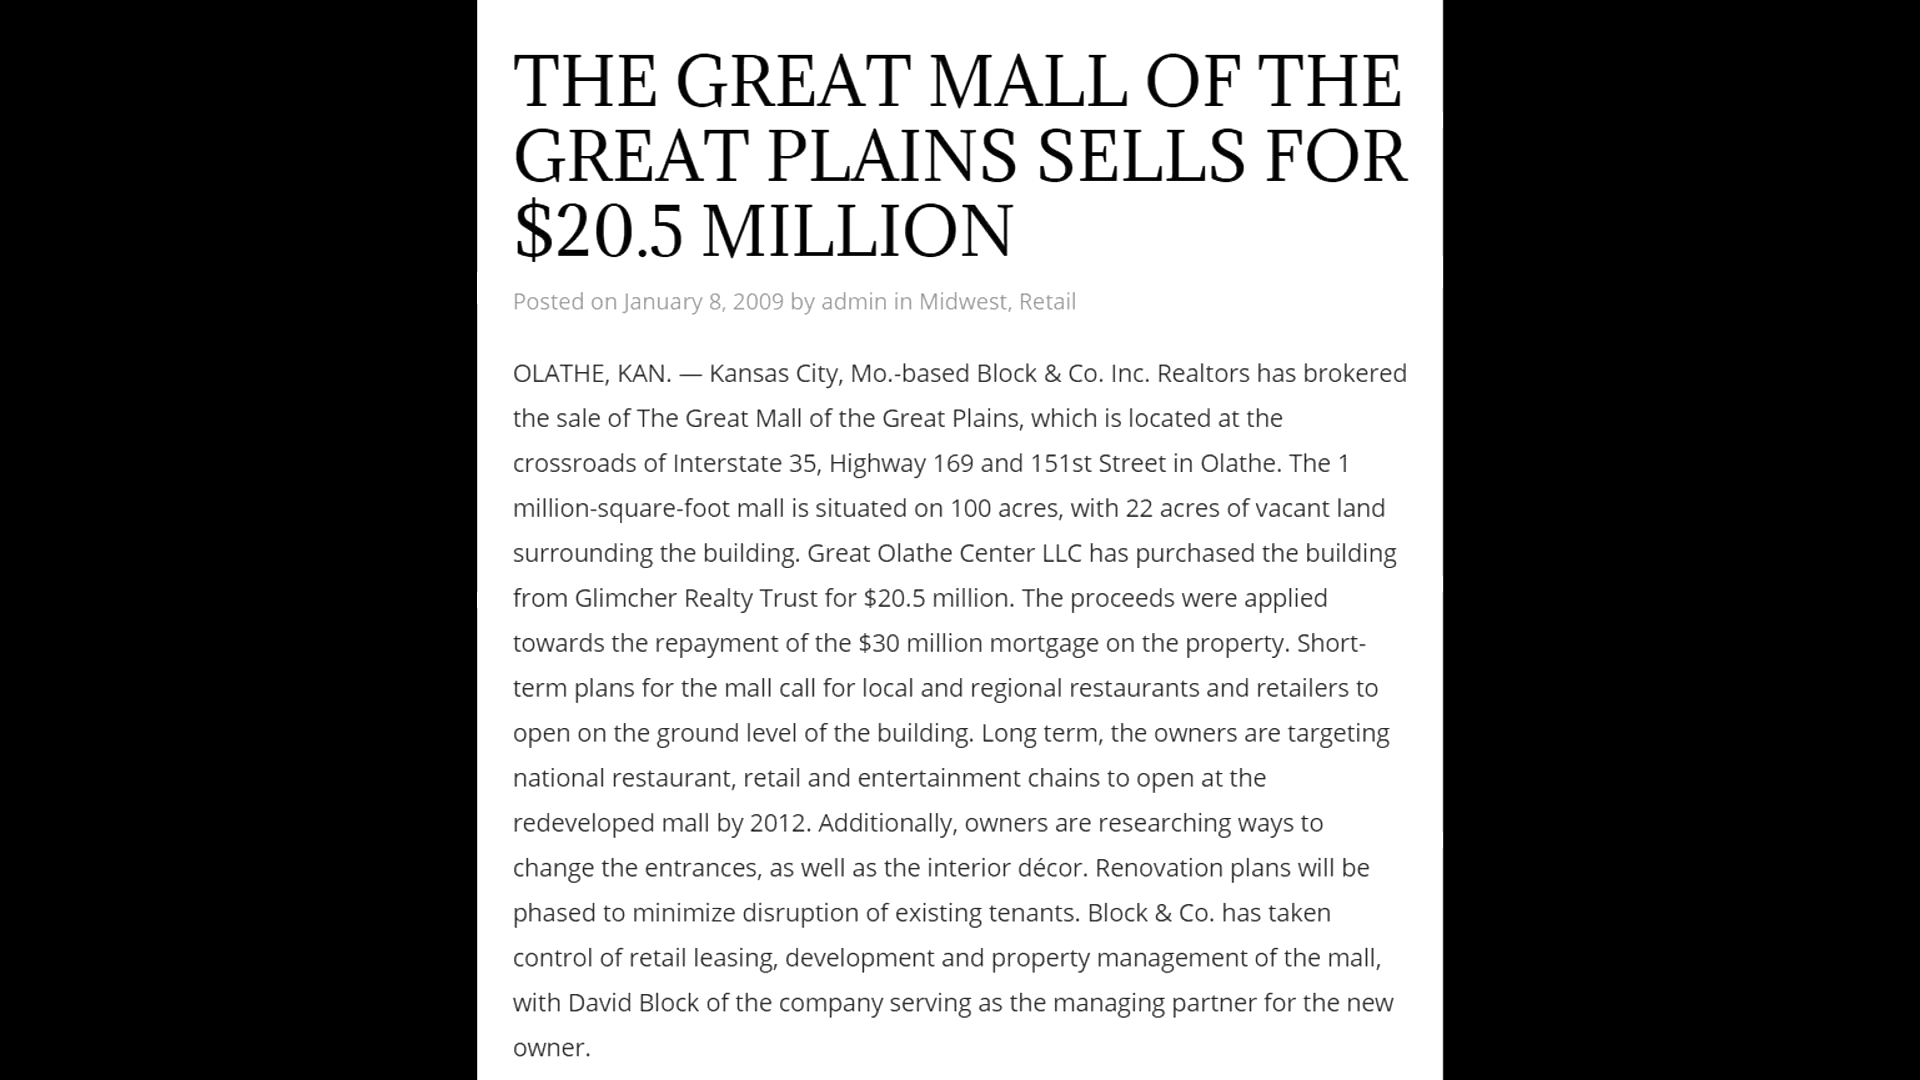 THE GREAT MALL OF THE
GREAT PLAINS SELLS FOR
$20.5 MILLION
Posted on January 8, 2009 by admin in Midwest, Retail
OLATHE, KAN. — Kansas City, Mo.-based Block & Co. Inc. Realtors has brokered
the sale of The Great Mall of the Great Plains, which is located at the
crossroads of Interstate 35, Highway 169 and 151st Street in Olathe. The 1
million-square-foot mall is situated on 100 acres, with 22 acres of vacant land
surrounding the building. Great Olathe Center LLC has purchased the building
from Glimcher Realty Trust for $20.5 million. The proceeds were applied
towards the repayment of the $30 million mortgage on the property. Short-
term plans for the mall call for local and regional restaurants and retailers to
open on the ground level of the building. Long term, the owners are targeting
national restaurant, retail and entertainment chains to open at the
redeveloped mall by 2012. Additionally, owners are researching ways to
change the entrances, as well as the interior décor. Renovation plans will be
phased to minimize disruption of existing tenants. Block & Co. has taken
control of retail leasing, development and property management of the mall,
with David Block of the company serving as the managing partner for the new
owner.